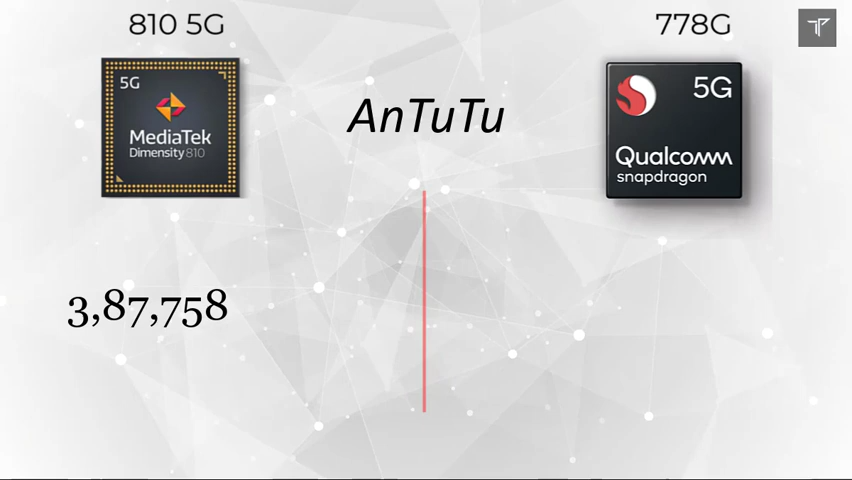 810 5G
778G
5G
MediaTek
Dimensity 810
AnTuTu
5G
Qualcomm
snapdragon
3,87,758